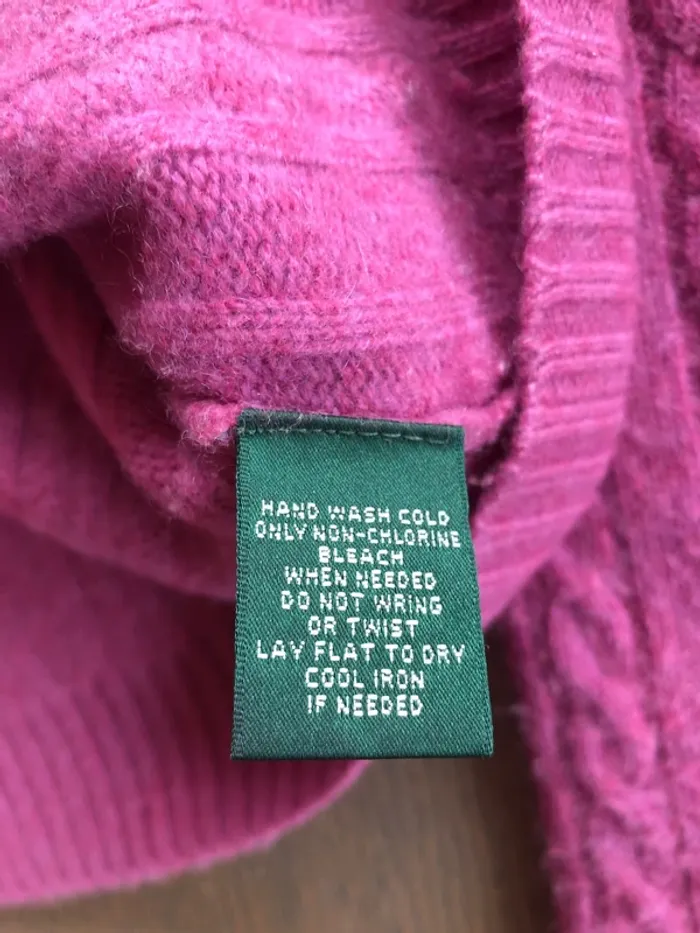 HAND WASH COLD
ONLY NON-CHLORINE
BLEACH
WHEN NEEDED
DO NOT WRING
OR TWIST
LAY FLAT TO DRY
COOL IRON
IF NEEDED